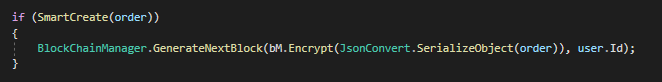 if (SmartCreate(order))
{
BlockChainManager.GenerateNextBlock(bM.Encrypt(JsonConvert.SerializeObject(order)), user.Id);
}